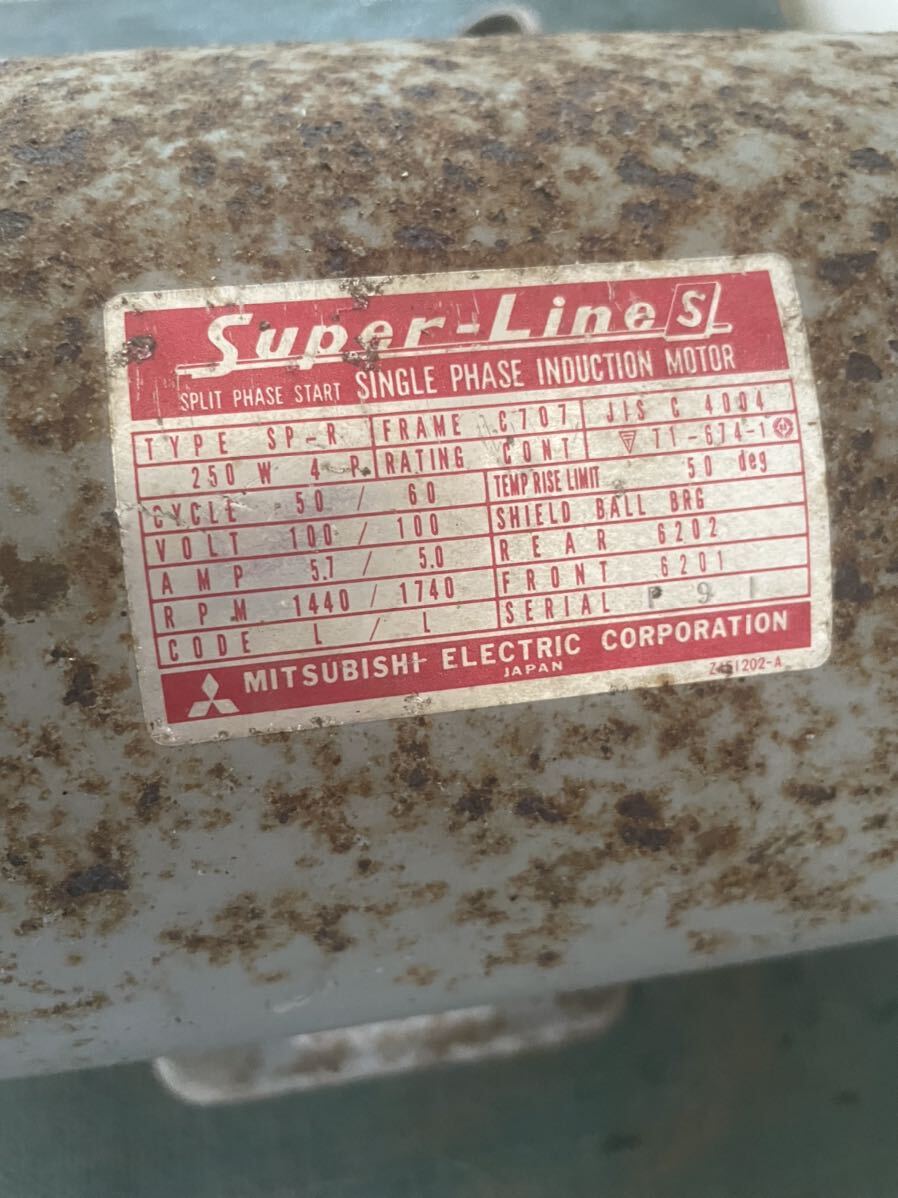 Super-Line SL
SPLIT PHASE START SINGLE PHASE INDUCTION MOTOR
TYPE SP-R FRAME C707 JIS C 4004
250 W 4 P RATING CONT 71-674-1
CYCLE 50 / 60 TEMP RISE LIMIT 50 deg
VOLT 100 / 100 SHIELD BALL BRG
AMP 5.7 / 5.0 REAR 6202
RPM 1440 / 1740 FRONT 6201
CODE L / L SERIAL P 9 1
MITSUBISHI ELECTRIC CORPORATION
JAPAN